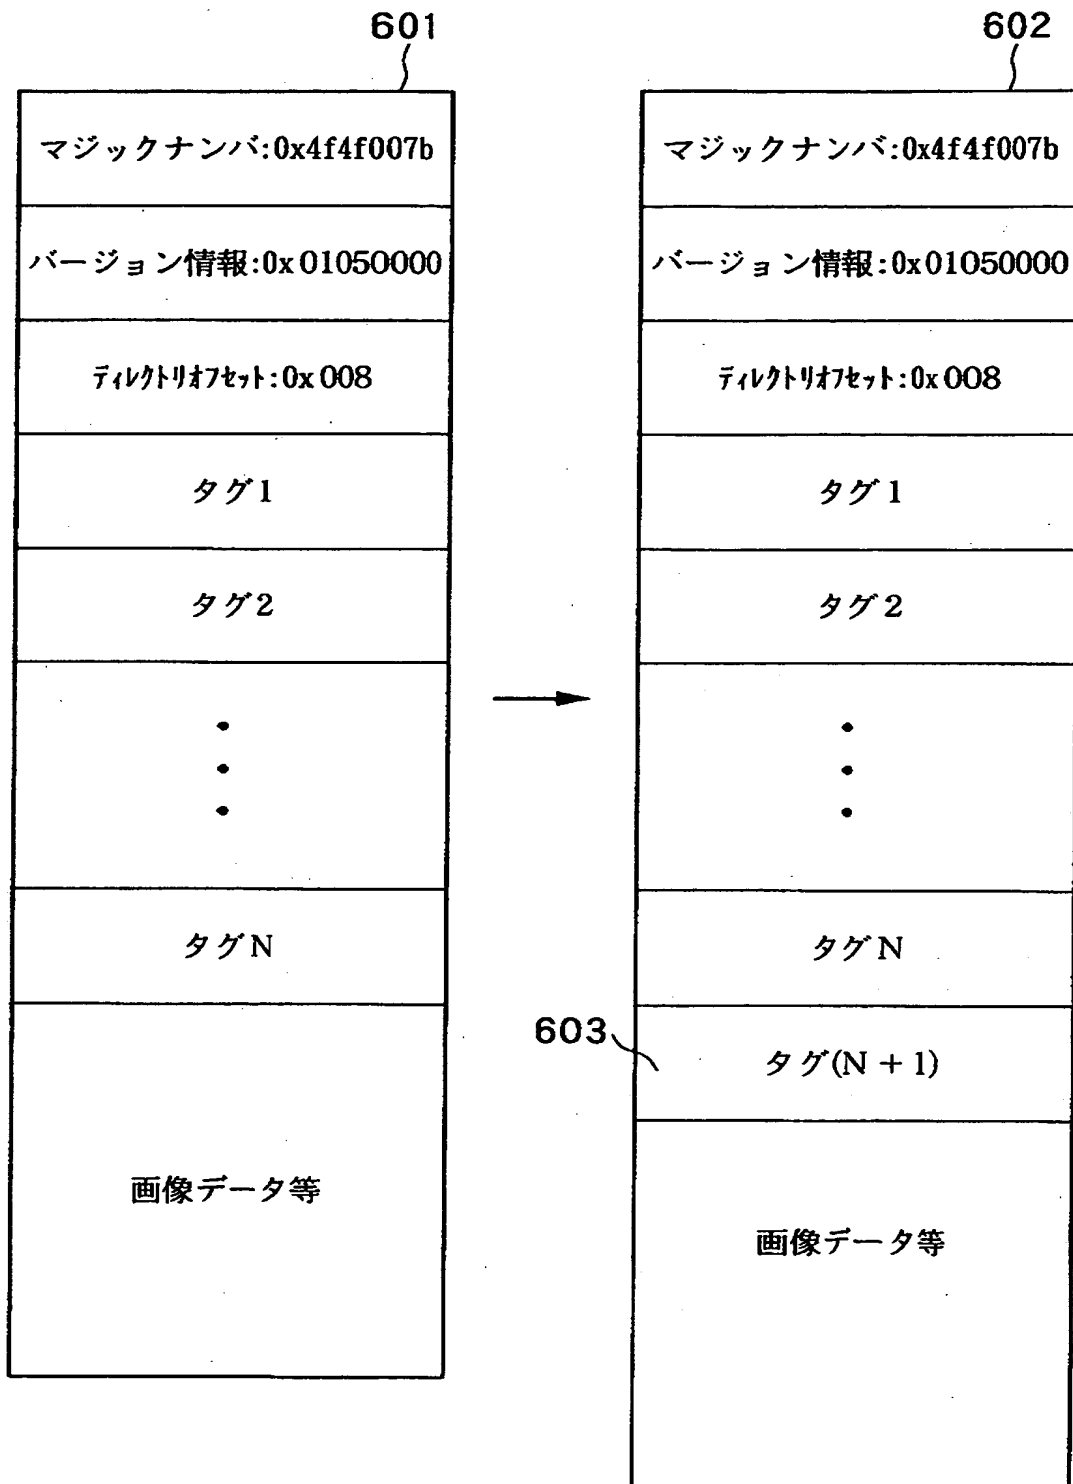 601
マジックナンバ:0x4f4f007b
バージョン情報:0x01050000
ディレクトリオフセット:0x008
タグ1
タグ2
タグN
画像データ等
602
マジックナンバ:0x4f4f007b
バージョン情報:0x01050000
ディレクトリオフセット:0x008
タグ1
タグ2
タグN
603
タグ(N + 1)
画像データ等